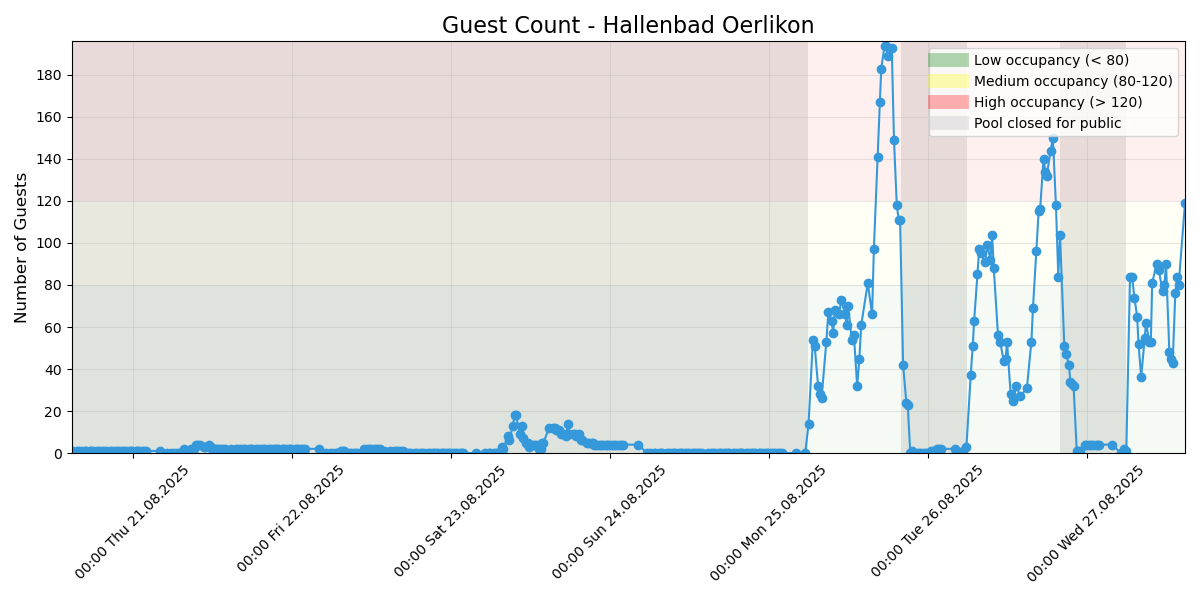 Guest Count - Hallenbad Oerlikon
Number of Guests
180
160
140
120
100
80
60
40
20
0
Low occupancy (< 80)
Medium occupancy (80-120)
High occupancy (> 120)
Pool closed for public
00:00 Thu 21.08.2025
00:00 Fri 22.08.2025
00:00 Sat 23.08.2025
00:00 Sun 24.08.2025
00:00 Mon 25.08.2025
00:00 Tue 26.08.2025
00:00 Wed 27.08.2025